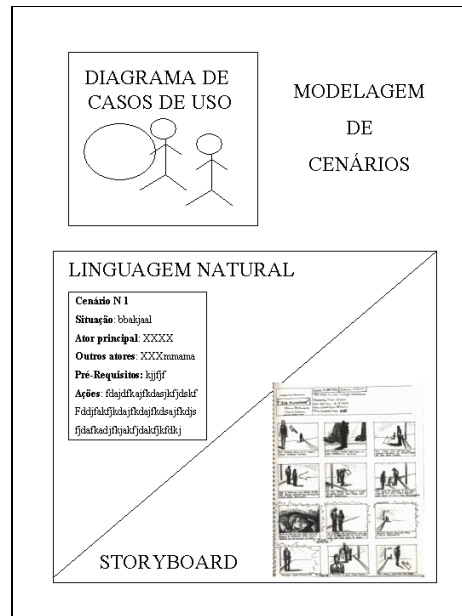 DIAGRAMA DE
CASOS DE USO
MODELAGEM
DE
CENÁRIOS
LINGUAGEM NATURAL
Cenário N 1
Situação: bbakjaal
Ator principal: XXXX
Outros atores: XXXmmama
Pré-Requisitos: kjjfjf
Ações: fdajdfkajfkdasjkfjdskf
Fddjfakfjkdajfkdajfkdsajfkdjs
fjdafkadjfkjakfjdakfjkfdkj
STORYBOARD